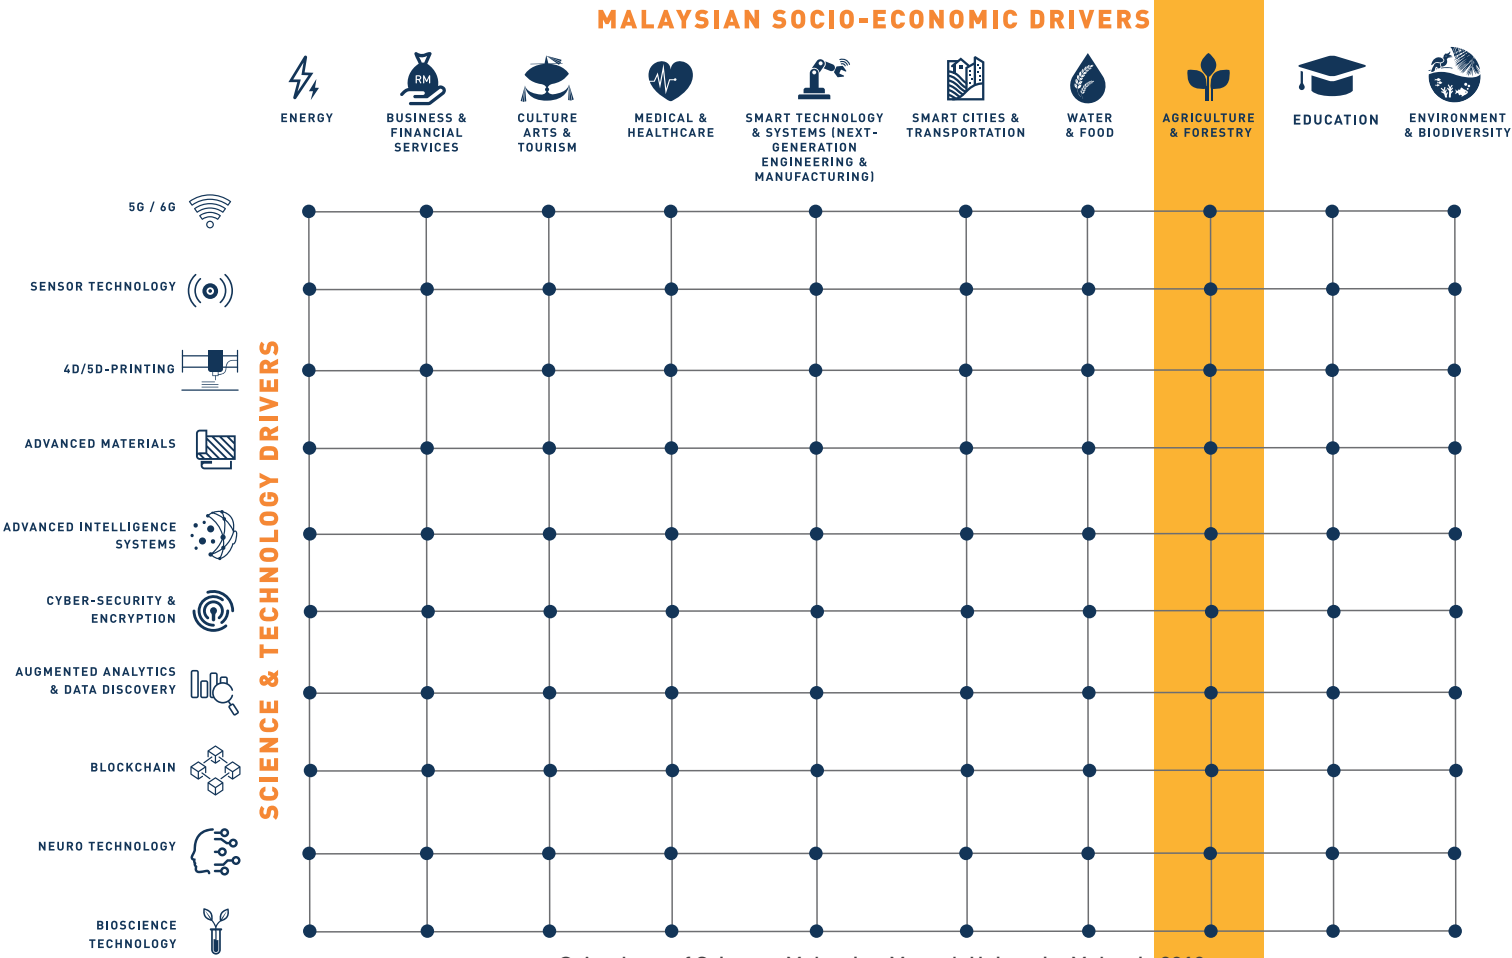 MALAYSIAN SOCIO-ECONOMIC DRIVERS
ENERGY
RM
BUSINESS &
FINANCIAL
SERVICES
CULTURE
ARTS &
TOURISM
MEDICAL &
HEALTHCARE
SMART TECHNOLOGY
& SYSTEMS (NEXT-
GENERATION
ENGINEERING &
MANUFACTURING)
SMART CITIES &
TRANSPORTATION
WATER
& FOOD
AGRICULTURE
& FORESTRY
EDUCATION
ENVIRONMENT
& BIODIVERSITY
SCIENCE & TECHNOLOGY DRIVERS
5G / 6G
SENSOR TECHNOLOGY
4D/5D-PRINTING
ADVANCED MATERIALS
ADVANCED INTELLIGENCE
SYSTEMS
CYBER-SECURITY &
ENCRYPTION
AUGMENTED ANALYTICS
& DATA DISCOVERY
BLOCKCHAIN
NEURO TECHNOLOGY
BIOSCIENCE
TECHNOLOGY